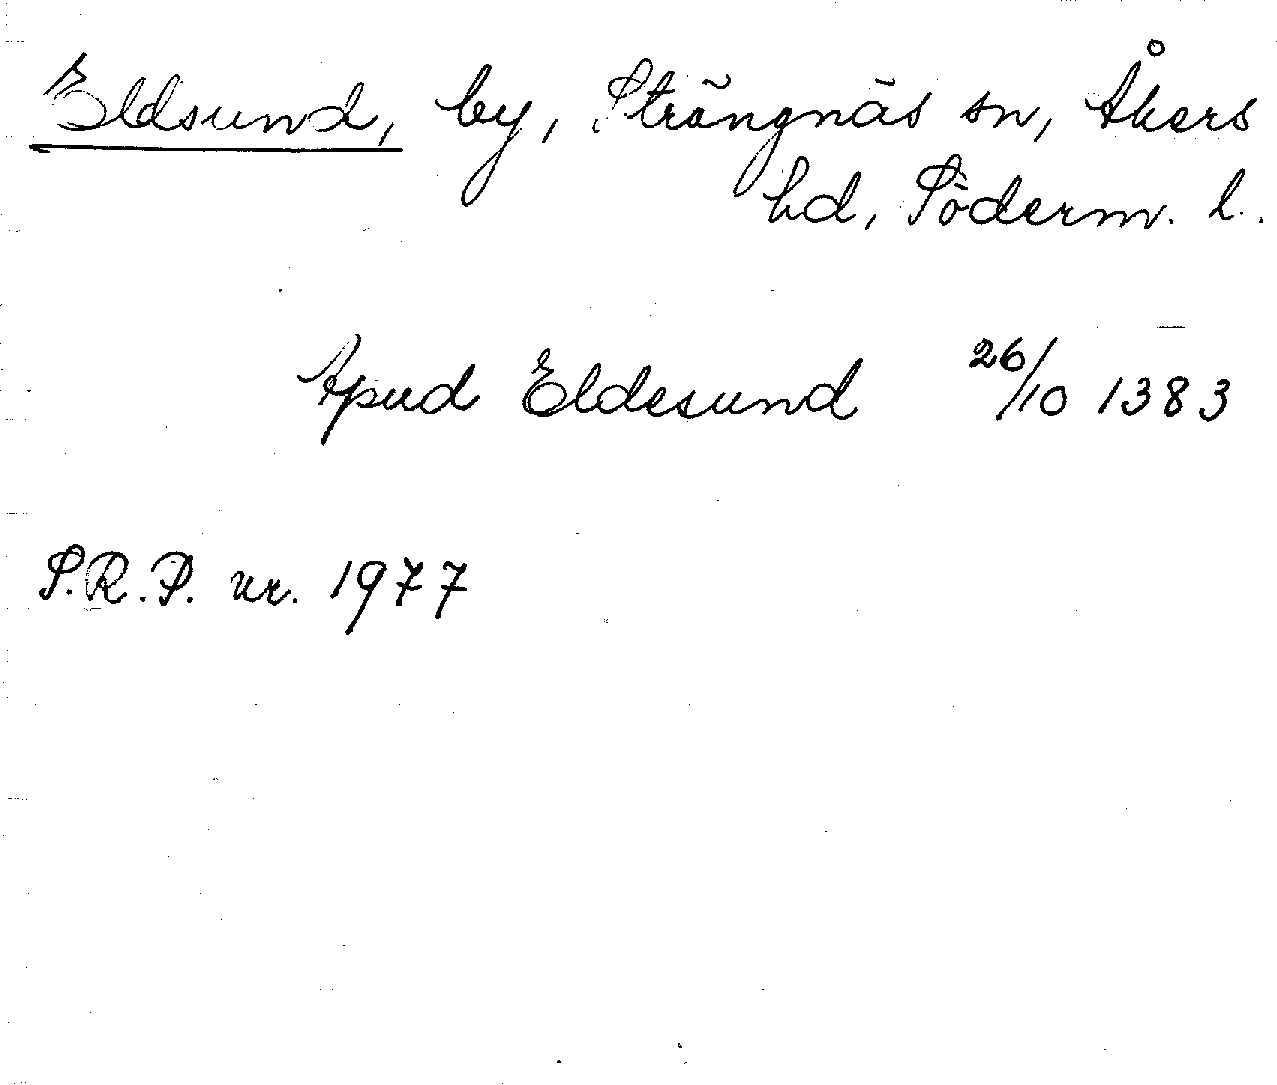 Eldsund, by, Strängnäs sn, Åkers
hd, Söderm. l.
Apud Eldesund 26/10 1383
S.R.P. nr. 1977